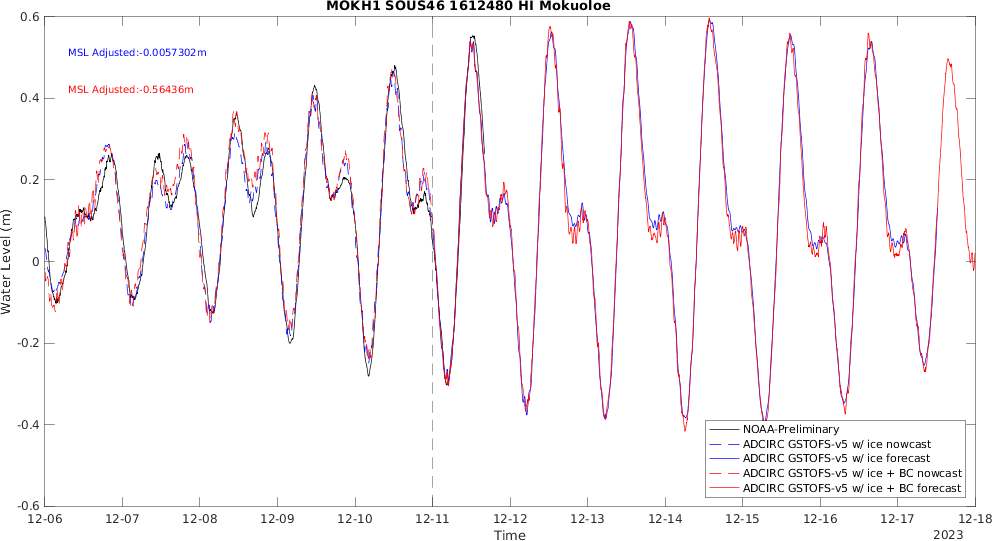 MOKH1 SOUS46 1612480 HI Mokuoloe
MSL Adjusted:-0.0057302m
MSL Adjusted:-0.56436m
Water Level (m)
0.6
0.4
0.2
0
-0.2
-0.4
-0.6
NOAA-Preliminary
ADCIRC GSTOFS-v5 w/ ice nowcast
ADCIRC GSTOFS-v5 w/ ice forecast
ADCIRC GSTOFS-v5 w/ ice + BC nowcast
ADCIRC GSTOFS-v5 w/ ice + BC forecast
12-06 12-07 12-08 12-09 12-10 12-11 12-12 12-13 12-14 12-15 12-16 12-17 12-18
Time
2023